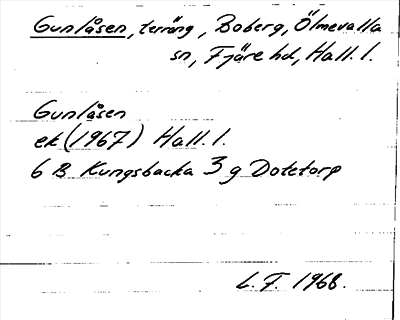 Gunlåsen, terräng, Boberg, Ölmevalla
sn, Fjäre hd, Hall. l.
Gunlåsen
ek (1967) Hall. l.
6 B Kungsbacka 3 g Dotetorp
L.F. 1968.